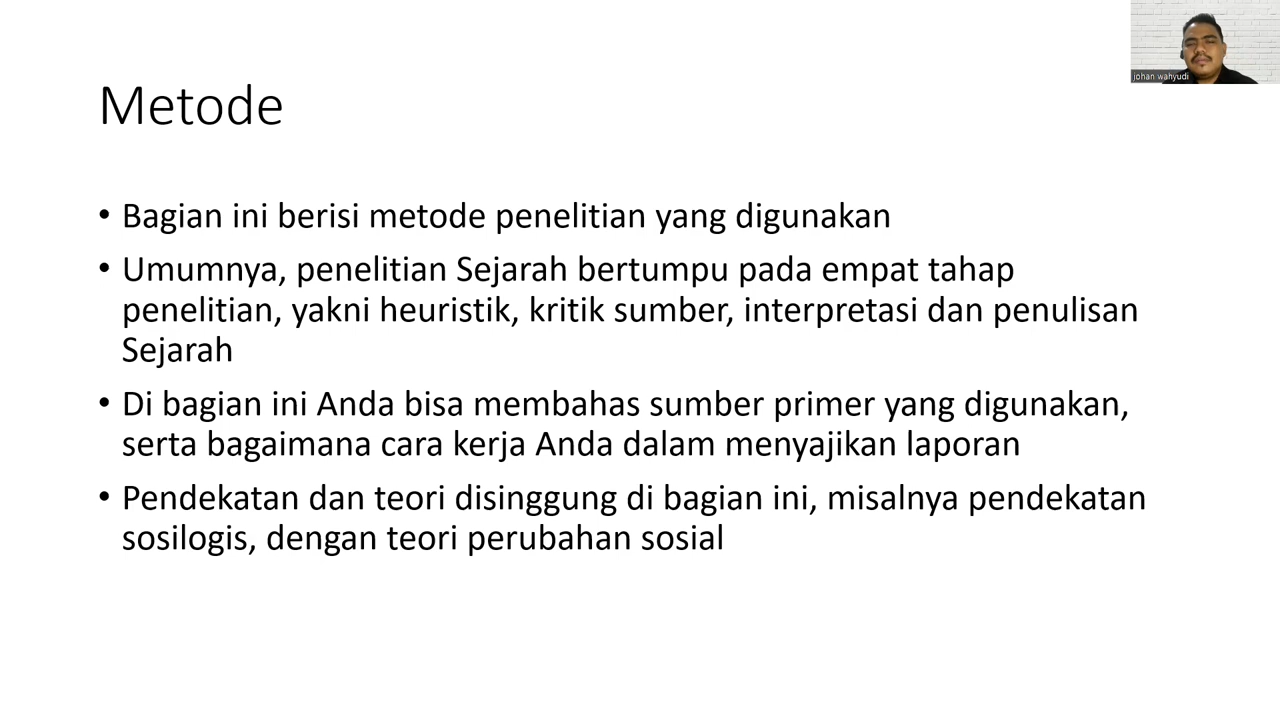 johan wahyudi
Metode
• Bagian ini berisi metode penelitian yang digunakan
• Umumnya, penelitian Sejarah bertumpu pada empat tahap
penelitian, yakni heuristik, kritik sumber, interpretasi dan penulisan
Sejarah
• Di bagian ini Anda bisa membahas sumber primer yang digunakan,
serta bagaimana cara kerja Anda dalam menyajikan laporan
• Pendekatan dan teori disinggung di bagian ini, misalnya pendekatan
sosilogis, dengan teori perubahan sosial